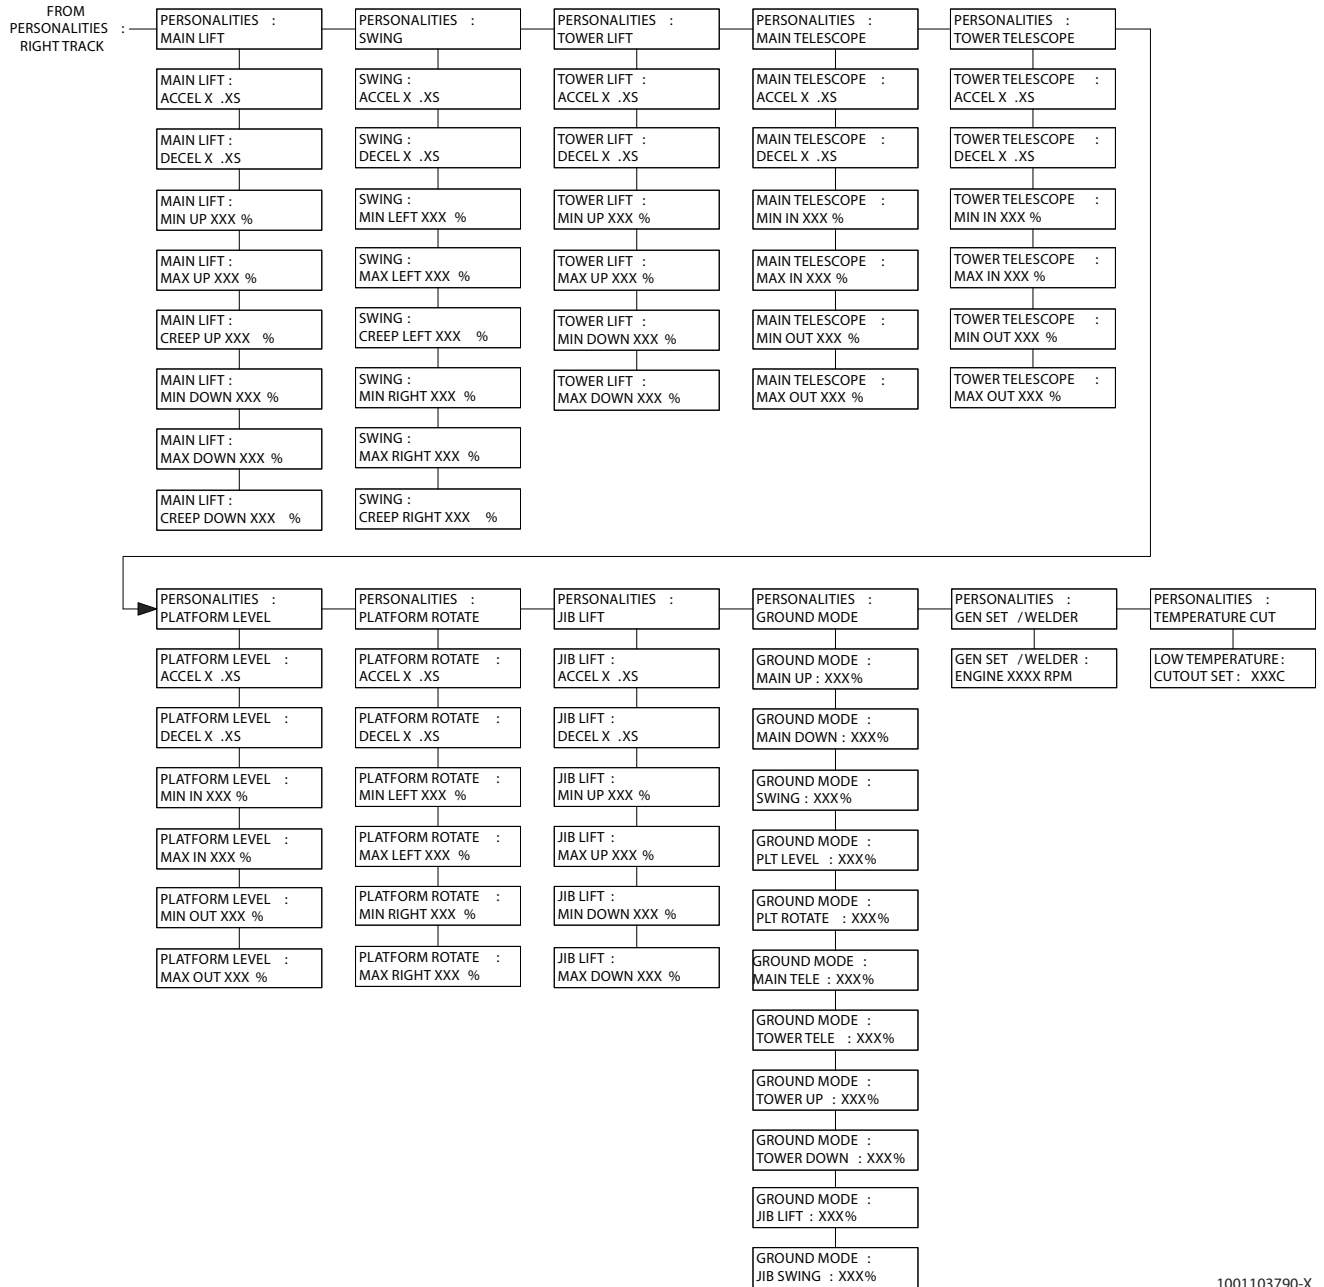 FROM
PERSONALITIES :
RIGHT TRACK
PERSONALITIES :
MAIN LIFT
MAIN LIFT :
ACCEL X .XS
MAIN LIFT :
DECEL X .XS
MAIN LIFT :
MIN UP XXX %
MAIN LIFT :
MAX UP XXX %
MAIN LIFT :
CREEP UP XXX %
MAIN LIFT :
MIN DOWN XXX %
MAIN LIFT :
MAX DOWN XXX %
MAIN LIFT :
CREEP DOWN XXX %
PERSONALITIES :
SWING
SWING :
ACCEL X .XS
SWING :
DECEL X .XS
SWING :
MIN LEFT XXX %
SWING :
MAX LEFT XXX %
SWING :
CREEP LEFT XXX %
SWING :
MIN RIGHT XXX %
SWING :
MAX RIGHT XXX %
SWING :
CREEP RIGHT XXX %
PERSONALITIES :
TOWER LIFT
TOWER LIFT :
ACCEL X .XS
TOWER LIFT :
DECEL X .XS
TOWER LIFT :
MIN UP XXX %
TOWER LIFT :
MAX UP XXX %
TOWER LIFT :
MIN DOWN XXX %
TOWER LIFT :
MAX DOWN XXX %
PERSONALITIES :
MAIN TELESCOPE
MAIN TELESCOPE :
ACCEL X .XS
MAIN TELESCOPE :
DECEL X .XS
MAIN TELESCOPE :
MIN IN XXX %
MAIN TELESCOPE :
MAX IN XXX %
MAIN TELESCOPE :
MIN OUT XXX %
MAIN TELESCOPE :
MAX OUT XXX %
PERSONALITIES :
TOWER TELESCOPE
TOWER TELESCOPE :
ACCEL X .XS
TOWER TELESCOPE :
DECEL X .XS
TOWER TELESCOPE :
MIN IN XXX %
TOWER TELESCOPE :
MAX IN XXX %
TOWER TELESCOPE :
MIN OUT XXX %
TOWER TELESCOPE :
MAX OUT XXX %
PERSONALITIES :
PLATFORM LEVEL
PLATFORM LEVEL :
ACCEL X .XS
PLATFORM LEVEL :
DECEL X .XS
PLATFORM LEVEL :
MIN IN XXX %
PLATFORM LEVEL :
MAX IN XXX %
PLATFORM LEVEL :
MIN OUT XXX %
PLATFORM LEVEL :
MAX OUT XXX %
PERSONALITIES :
PLATFORM ROTATE
PLATFORM ROTATE :
ACCEL X .XS
PLATFORM ROTATE :
DECEL X .XS
PLATFORM ROTATE :
MIN LEFT XXX %
PLATFORM ROTATE :
MAX LEFT XXX %
PLATFORM ROTATE :
MIN RIGHT XXX %
PLATFORM ROTATE :
MAX RIGHT XXX %
PERSONALITIES :
JIB LIFT
JIB LIFT :
ACCEL X .XS
JIB LIFT :
DECEL X .XS
JIB LIFT :
MIN UP XXX %
JIB LIFT :
MAX UP XXX %
JIB LIFT :
MIN DOWN XXX %
JIB LIFT :
MAX DOWN XXX %
PERSONALITIES :
GROUND MODE
GROUND MODE :
MAIN UP : XXX%
GROUND MODE :
MAIN DOWN : XXX%
GROUND MODE :
SWING : XXX%
GROUND MODE :
PLT LEVEL : XXX%
GROUND MODE :
PLT ROTATE : XXX%
GROUND MODE :
MAIN TELE : XXX%
GROUND MODE :
TOWER TELE : XXX%
GROUND MODE :
TOWER UP : XXX%
GROUND MODE :
TOWER DOWN : XXX%
GROUND MODE :
JIB LIFT : XXX%
GROUND MODE :
JIB SWING : XXX%
PERSONALITIES :
GEN SET / WELDER
GEN SET / WELDER :
ENGINE XXXX RPM
PERSONALITIES :
TEMPERATURE CUT
LOW TEMPERATURE :
CUTOUT SET : XXXC
1001103790-X